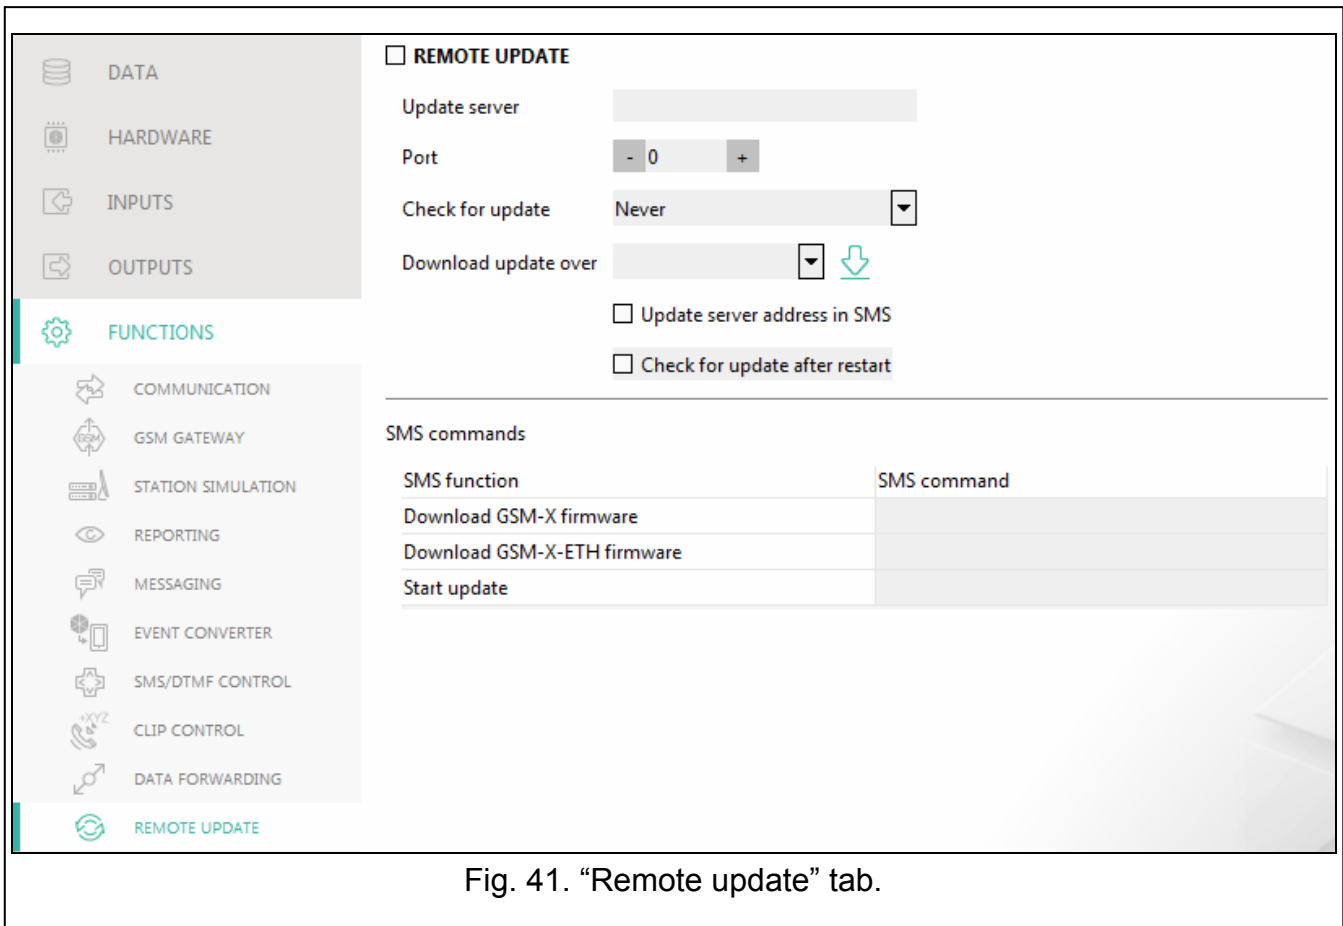 DATA
HARDWARE
INPUTS
OUTPUTS
FUNCTIONS
COMMUNICATION
GSM
GSM GATEWAY
STATION SIMULATION
REPORTING
MESSAGING
EVENT CONVERTER
SMS/DTMF CONTROL
+XYZ
CLIP CONTROL
DATA FORWARDING
REMOTE UPDATE
REMOTE UPDATE
Update server
Port - 0 +
Check for update Never
Download update over
Update server address in SMS
Check for update after restart
SMS commands
SMS function SMS command
Download GSM-X firmware
Download GSM-X-ETH firmware
Start update
Fig. 41. “Remote update” tab.